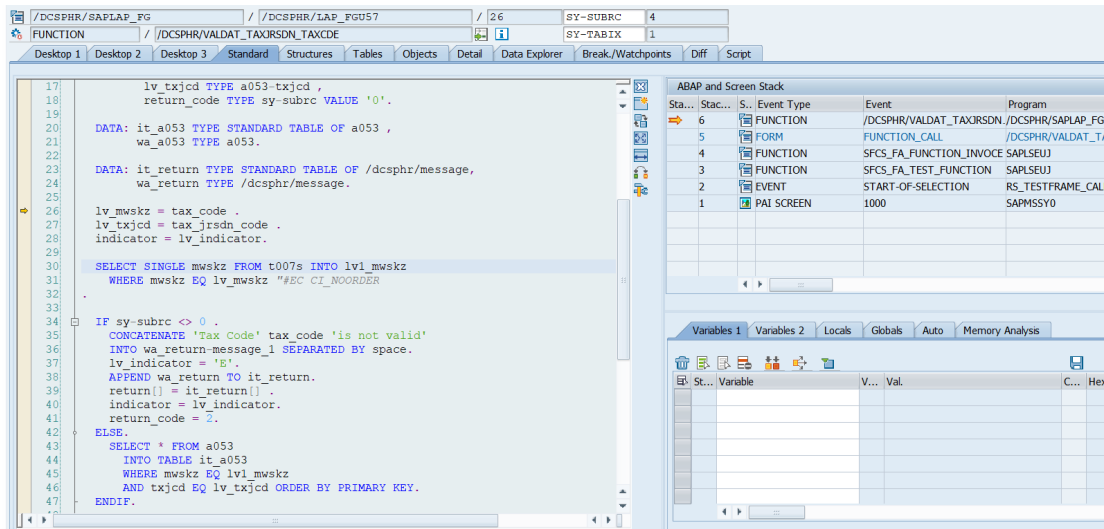 /DCSPHR/SAPLAP_FG / /DCSPHR/LAP_FGU57 / 26 SY-SUBRC 4
FUNCTION / /DCSPHR/VALDAT_TAXJRSDN_TAXCDE SY-TABIX 1
Desktop 1 Desktop 2 Desktop 3 Standard Structures Tables Objects Detail Data Explorer Break./Watchpoints Diff Script
17 lv_txjcd TYPE a053-txjcd ,
18 return_code TYPE sy-subrc VALUE '0'.
19
20 DATA: it_a053 TYPE STANDARD TABLE OF a053 ,
21 wa_a053 TYPE a053.
22
23 DATA: it_return TYPE STANDARD TABLE OF /dcsphr/message,
24 wa_return TYPE /dcsphr/message.
25
26 lv_mwskz = tax_code .
27 lv_txjcd = tax_jrsdn_code .
28 indicator = lv_indicator.
29
30 SELECT SINGLE mwskz FROM t007s INTO lv1_mwskz
31 WHERE mwskz EQ lv_mwskz "#EC CI_NOORDER
32 .
33
34 IF sy-subrc <> 0 .
35 CONCATENATE 'Tax Code' tax_code 'is not valid'
36 INTO wa_return-message_1 SEPARATED BY space.
37 lv_indicator = 'E'.
38 APPEND wa_return TO it_return.
39 return[] = it_return[] .
40 indicator = lv_indicator.
41 return_code = 2.
42 ELSE.
43 SELECT * FROM a053
44 INTO TABLE it_a053
45 WHERE mwskz EQ lv1_mwskz
46 AND txjcd EQ lv_txjcd ORDER BY PRIMARY KEY.
47 ENDIF.
ABAP and Screen Stack
Sta... Stac... S.. Event Type Event Program
6 FUNCTION /DCSPHR/VALDAT_TAXJRSDN. /DCSPHR/SAPLAP_FG
5 FORM FUNCTION_CALL /DCSPHR/VALDAT_TA
4 FUNCTION SFCS_FA_FUNCTION_INVOCE SAPLSEUJ
3 FUNCTION SFCS_FA_TEST_FUNCTION SAPLSEUJ
2 EVENT START-OF-SELECTION RS_TESTFRAME_CAL
1 PAI SCREEN 1000 SAPMSSY0
Variables 1 Variables 2 Locals Globals Auto Memory Analysis
St... Variable V... Val. C... Hex